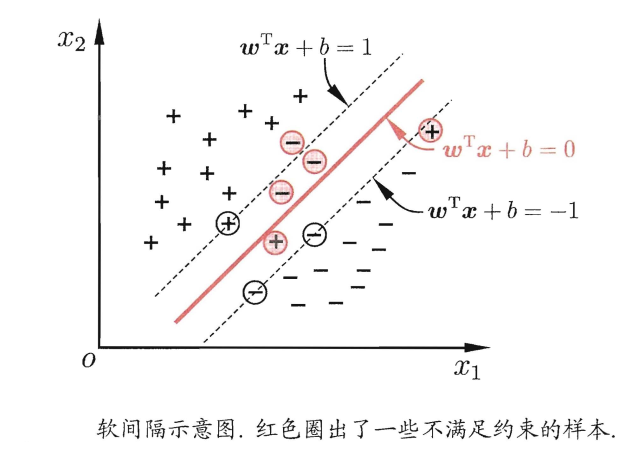 x₂
wᵀx + b = 1
wᵀx + b = 0
wᵀx + b = −1
O
x₁
软间隔示意图. 红色圈出了一些不满足约束的样本.